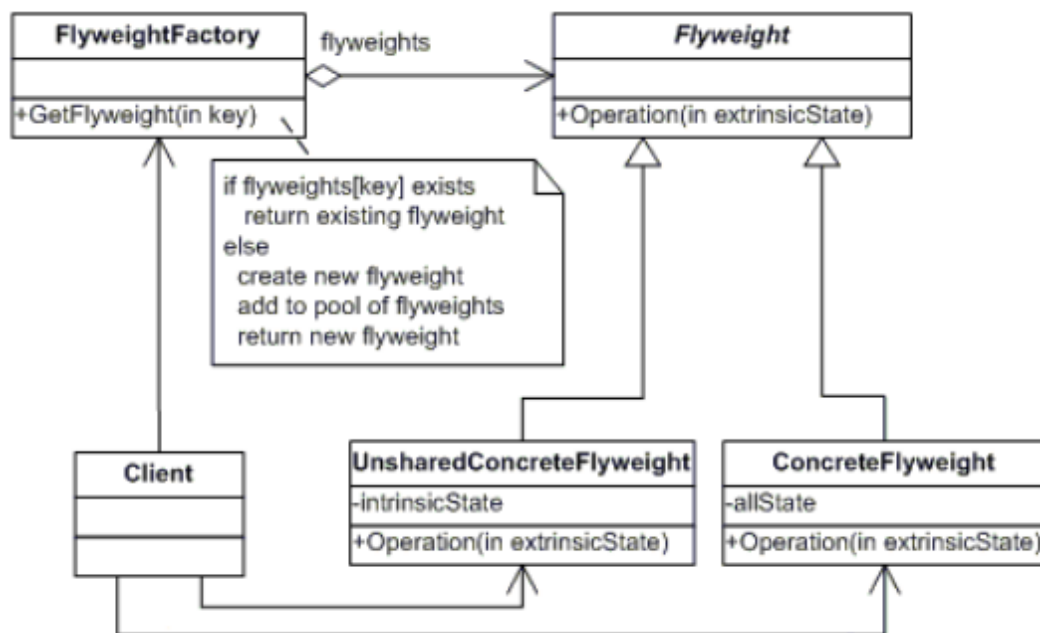 FlyweightFactory
+GetFlyweight(in key)
flyweights
Flyweight
+Operation(in extrinsicState)
if flyweights[key] exists
return existing flyweight
else
create new flyweight
add to pool of flyweights
return new flyweight
Client
UnsharedConcreteFlyweight
-intrinsicState
+Operation(in extrinsicState)
ConcreteFlyweight
-allState
+Operation(in extrinsicState)